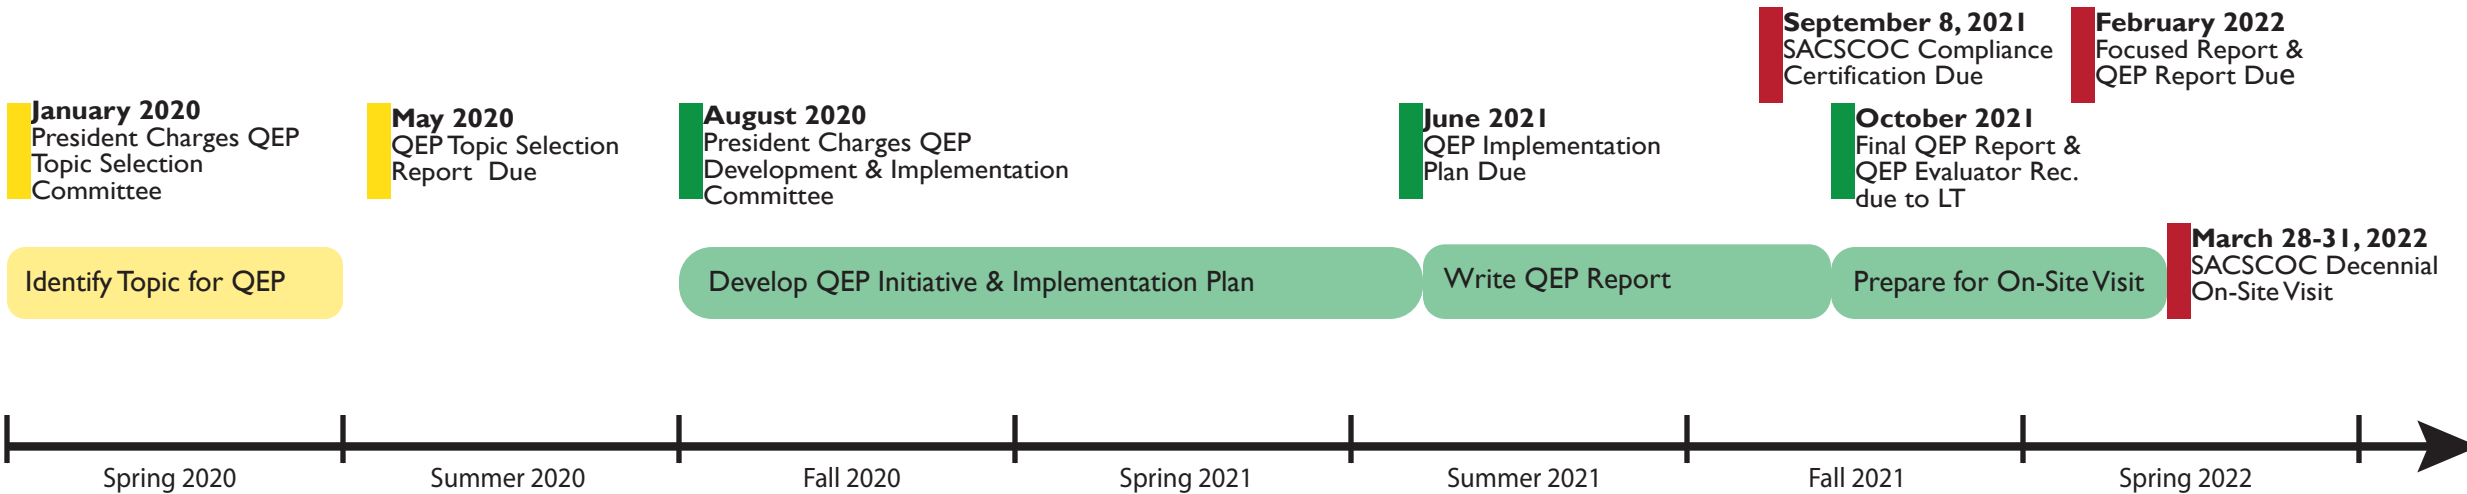 January 2020
President Charges QEP
Topic Selection
Committee
May 2020
QEP Topic Selection
Report Due
August 2020
President Charges QEP
Development & Implementation
Committee
June 2021
QEP Implementation
Plan Due
September 8, 2021
SACSCOC Compliance
Certification Due
October 2021
Final QEP Report &
QEP Evaluator Rec.
due to LT
February 2022
Focused Report &
QEP Report Due
March 28-31, 2022
SACSCOC Decennial
On-Site Visit
Identify Topic for QEP
Develop QEP Initiative & Implementation Plan
Write QEP Report
Prepare for On-Site Visit
Spring 2020
Summer 2020
Fall 2020
Spring 2021
Summer 2021
Fall 2021
Spring 2022